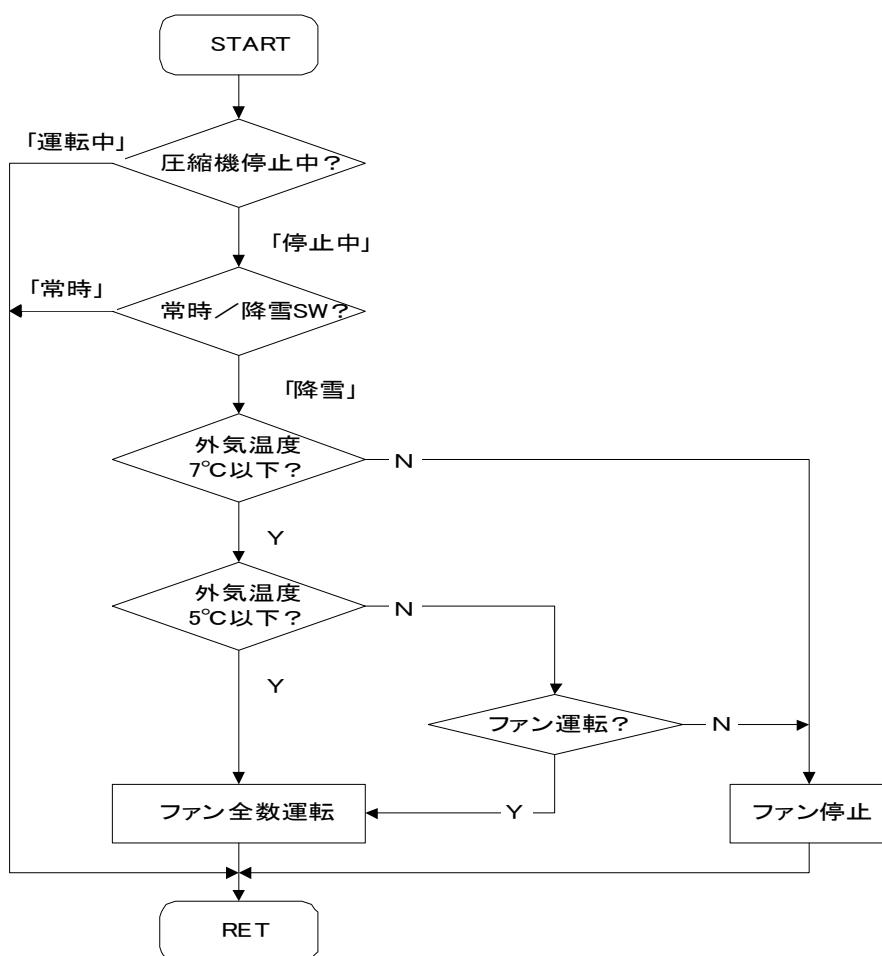 START
「運転中」
圧縮機停止中？
「停止中」
「常時」
常時／降雪SW？
「降雪」
外気温度
7℃以下？
N
Y
外気温度
5℃以下？
N
Y
ファン運転？
N
ファン全数運転
Y
ファン停止
RET